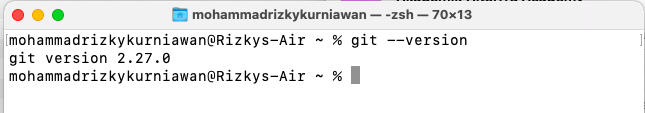 mohammadrizkykurniawan — -zsh — 70×13
mohammadrizkykurniawan@Rizkys-Air ~ % git --version
git version 2.27.0
mohammadrizkykurniawan@Rizkys-Air ~ %